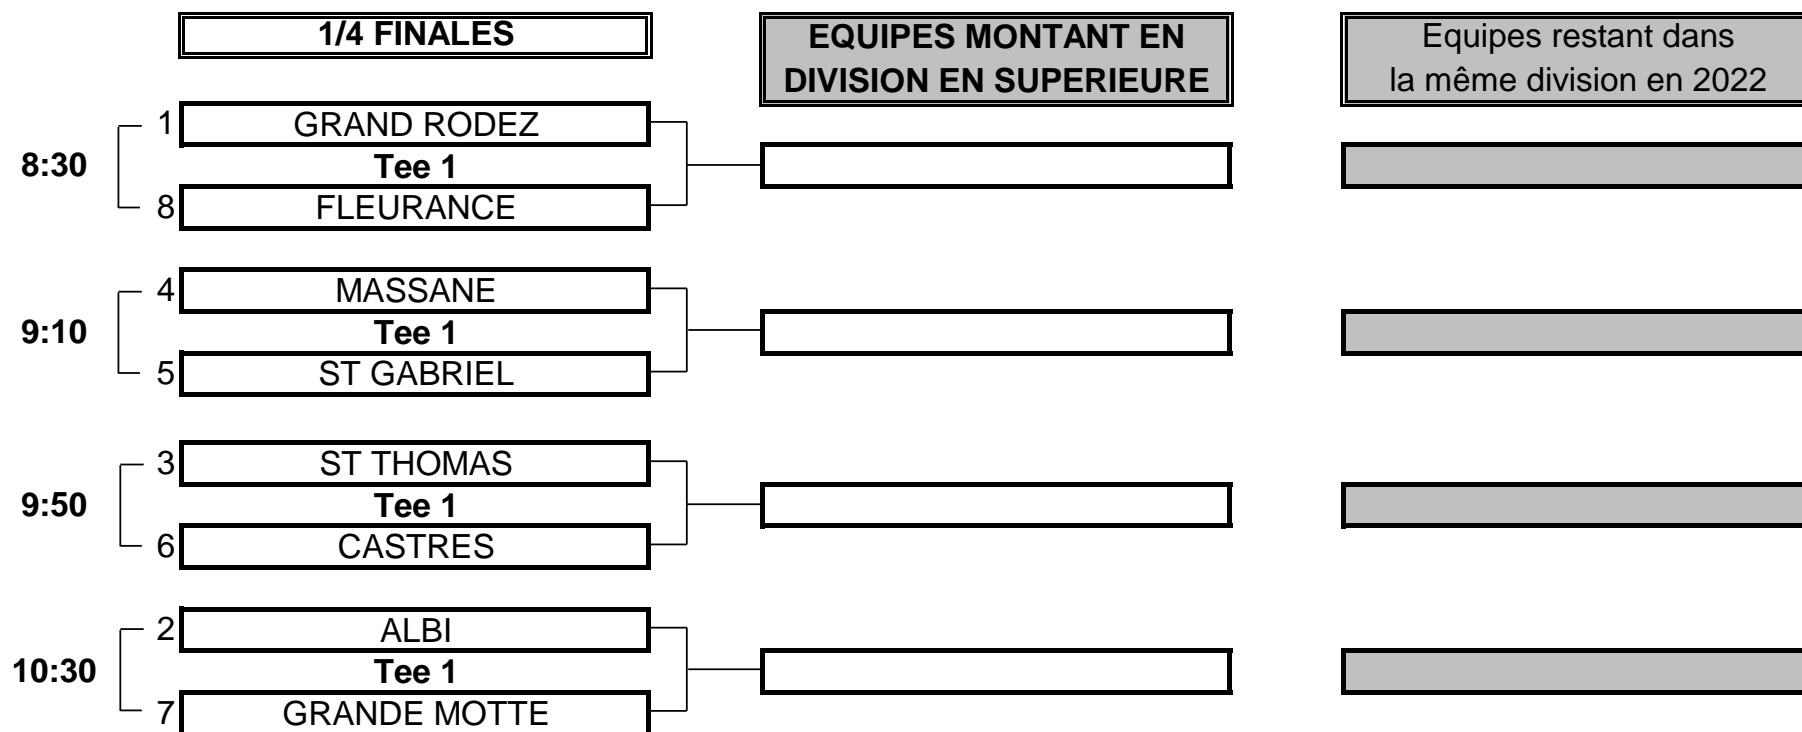 1/4 FINALES
EQUIPES MONTANT EN
DIVISION EN SUPERIEURE
Equipes restant dans
la même division en 2022
1 GRAND RODEZ
8:30 Tee 1
8 FLEURANCE
4 MASSANE
9:10 Tee 1
5 ST GABRIEL
3 ST THOMAS
9:50 Tee 1
6 CASTRES
2 ALBI
10:30 Tee 1
7 GRANDE MOTTE